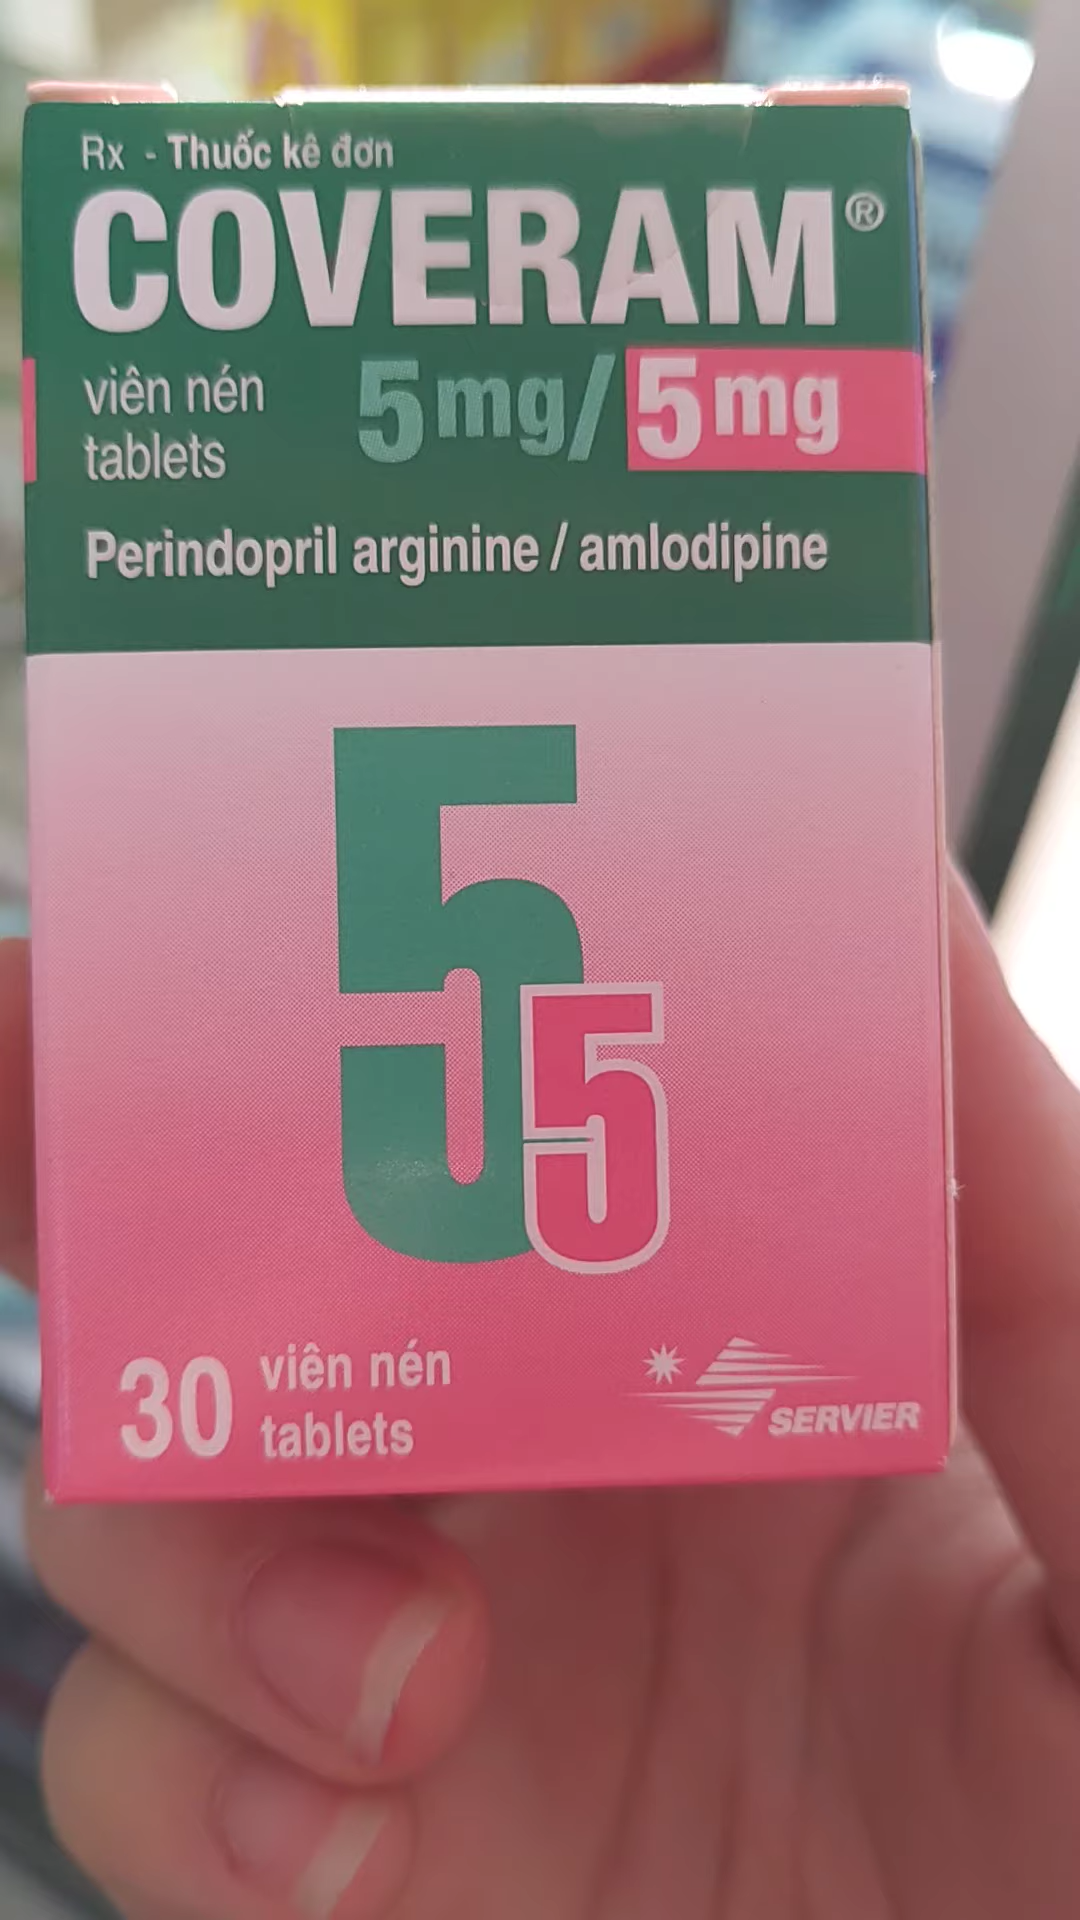 Rx - Thuốc kê đơn
COVERAM®
viên nén
tablets
5mg/5mg
Perindopril arginine / amlodipine
5
5
30 viên nén
tablets
SERVIER